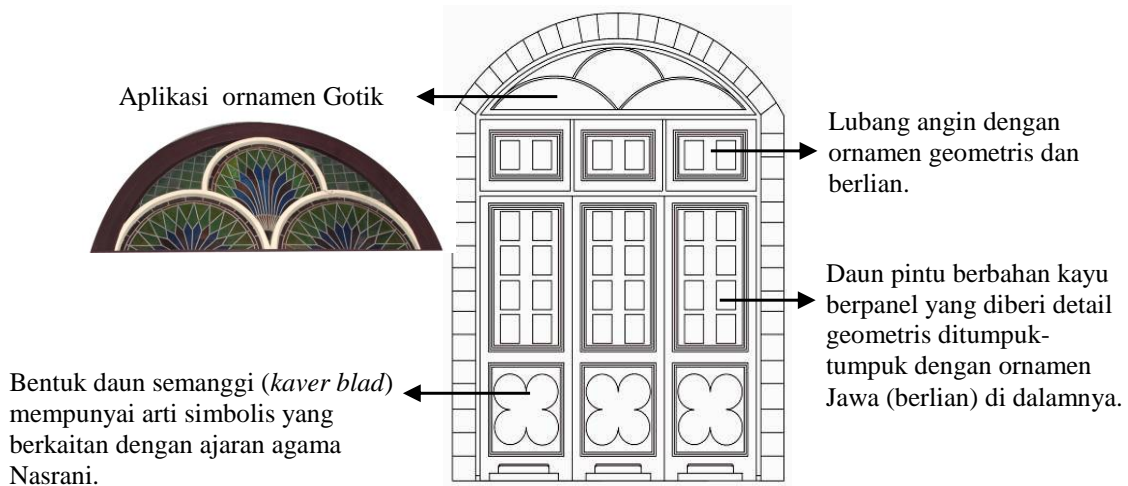 Aplikasi ornamen Gotik
Lubang angin dengan
ornamen geometris dan
berlian.
Daun pintu berbahan kayu
berpanel yang diberi detail
geometris ditumpuk-
tumpuk dengan ornamen
Jawa (berlian) di dalamnya.
Bentuk daun semanggi (kaver blad)
mempunyai arti simbolis yang
berkaitan dengan ajaran agama
Nasrani.